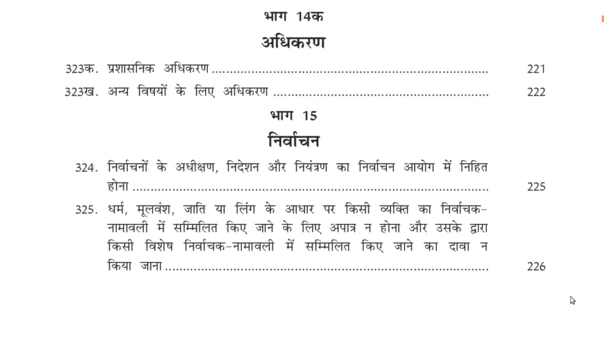 भाग 14क
अधिकरण
323क. प्रशासनिक अधिकरण ........................................................................ 221
323ख. अन्य विषयों के लिए अधिकरण ........................................................ 222
भाग 15
निर्वाचन
324. निर्वाचनों के अधीक्षण, निदेशन और नियंत्रण का निर्वाचन आयोग में निहित
होना ............................................................................................ 225
325. धर्म, मूलवंश, जाति या लिंग के आधार पर किसी व्यक्ति का निर्वाचक-
नामावली में सम्मिलित किए जाने के लिए अपात्र न होना और उसके द्वारा
किसी विशेष निर्वाचक-नामावली में सम्मिलित किए जाने का दावा न
किया जाना .................................................................................... 226